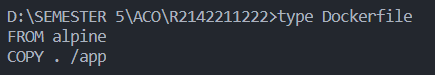 D:\SEMESTER 5\ACO\R2142211222>type Dockerfile
FROM alpine
COPY . /app